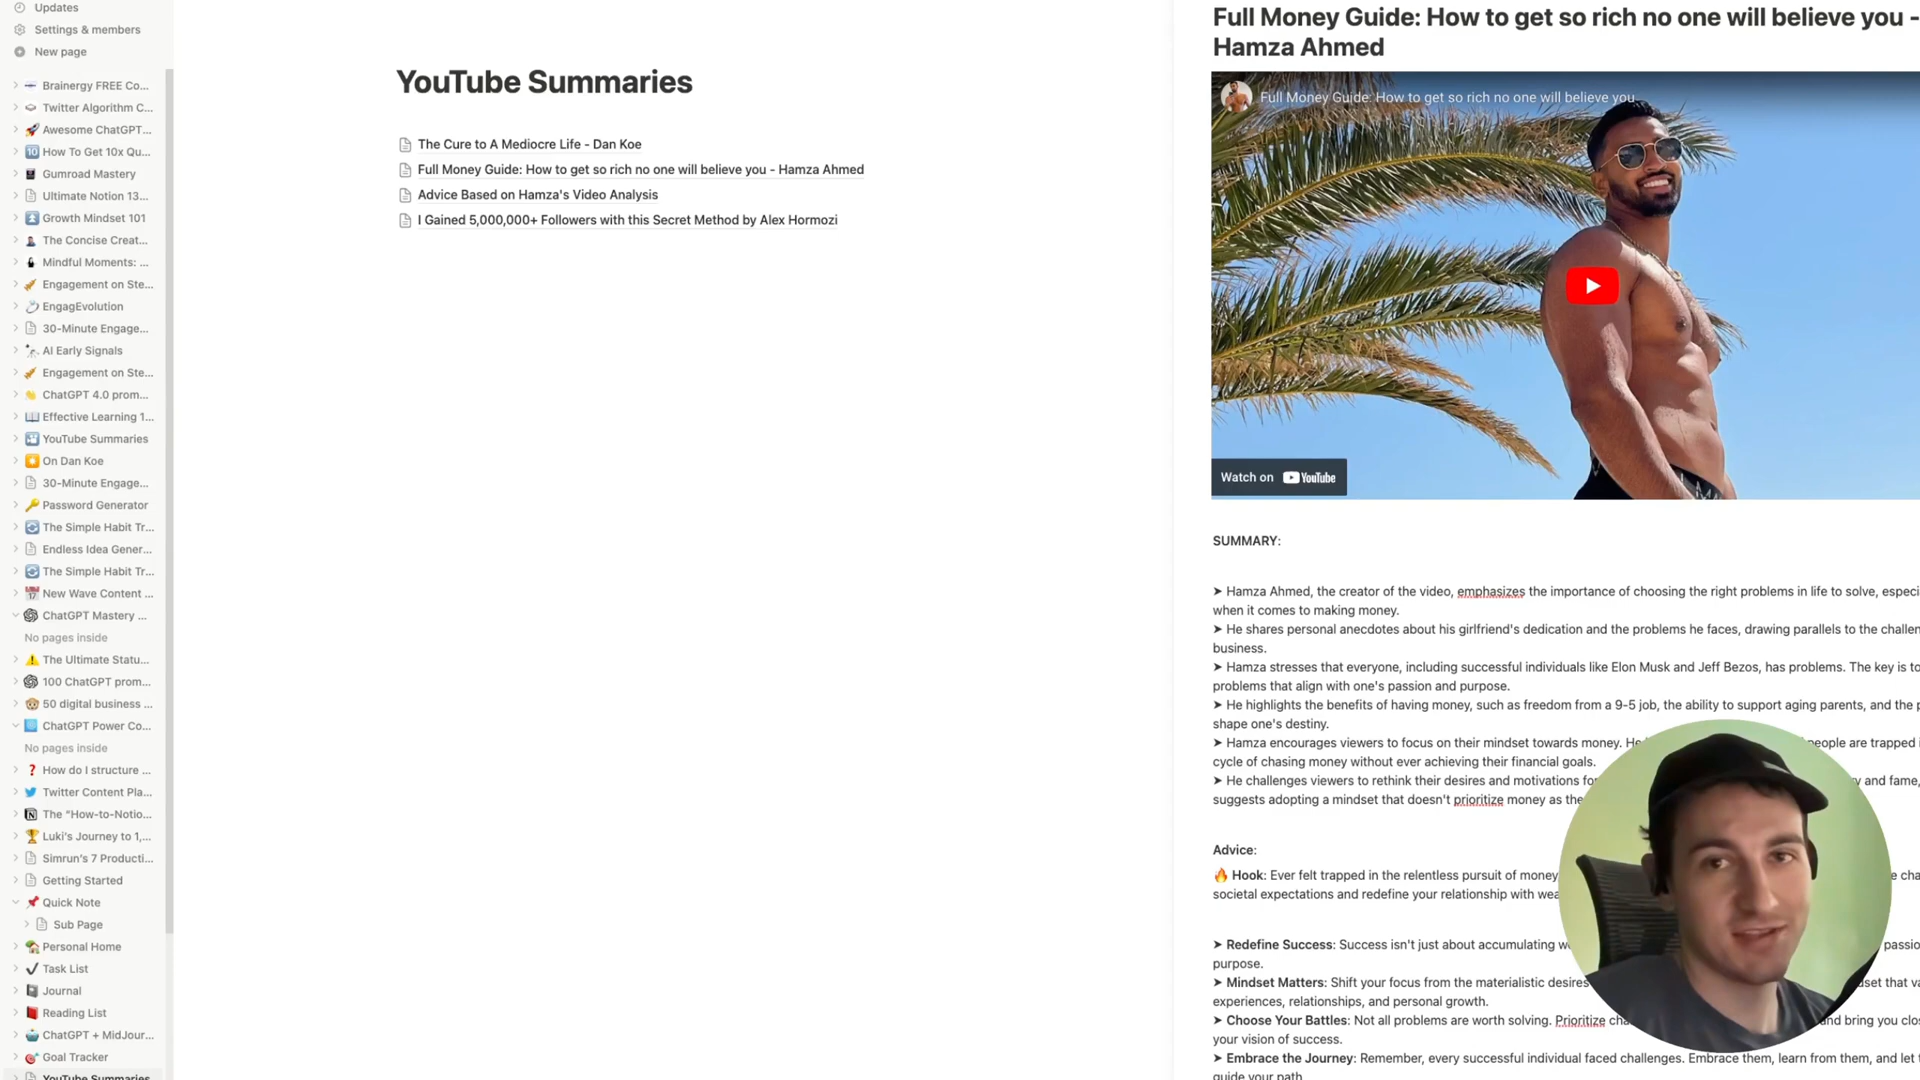 Updates
Settings & members
New page
Brainergy FREE Co...
Twitter Algorithm C...
Awesome ChatGPT...
How To Get 10x Qu...
Gumroad Mastery
Ultimate Notion 13...
Growth Mindset 101
The Concise Creat...
Mindful Moments: ...
Engagement on Ste...
EngagEvolution
30-Minute Engage...
AI Early Signals
Engagement on Ste...
ChatGPT 4.0 prom...
Effective Learning 1...
YouTube Summaries
On Dan Koe
30-Minute Engage...
Password Generator
The Simple Habit Tr...
Endless Idea Gener...
The Simple Habit Tr...
New Wave Content ...
ChatGPT Mastery ...
No pages inside
The Ultimate Statu...
100 ChatGPT prom...
50 digital business ...
ChatGPT Power Co...
No pages inside
How do I structure ...
Twitter Content Pla...
The "How-to-Notio...
Luki's Journey to 1,...
Simrun's 7 Producti...
Getting Started
Quick Note
Sub Page
Personal Home
Task List
Journal
Reading List
ChatGPT + MidJour...
Goal Tracker
YouTube Summaries
YouTube Summaries
The Cure to A Mediocre Life - Dan Koe
Full Money Guide: How to get so rich no one will believe you - Hamza Ahmed
Advice Based on Hamza's Video Analysis
I Gained 5,000,000+ Followers with this Secret Method by Alex Hormozi
Full Money Guide: How to get so rich no one will believe you -
Hamza Ahmed
Full Money Guide: How to get so rich no one will believe you
Watch on YouTube
SUMMARY:
➤ Hamza Ahmed, the creator of the video, emphasizes the importance of choosing the right problems in life to solve, especi
when it comes to making money.
➤ He shares personal anecdotes about his girlfriend's dedication and the problems he faces, drawing parallels to the challen
business.
➤ Hamza stresses that everyone, including successful individuals like Elon Musk and Jeff Bezos, has problems. The key is to
problems that align with one's passion and purpose.
➤ He highlights the benefits of having money, such as freedom from a 9-5 job, the ability to support aging parents, and the p
shape one's destiny.
➤ Hamza encourages viewers to focus on their mindset towards money. He people are trapped i
cycle of chasing money without ever achieving their financial goals.
➤ He challenges viewers to rethink their desires and motivations fo y and fame,
suggests adopting a mindset that doesn't prioritize money as the
Advice:
🔥 Hook: Ever felt trapped in the relentless pursuit of money e cha
societal expectations and redefine your relationship with wea
➤ Redefine Success: Success isn't just about accumulating w passio
purpose.
➤ Mindset Matters: Shift your focus from the materialistic desires dset that va
experiences, relationships, and personal growth.
➤ Choose Your Battles: Not all problems are worth solving. Prioritize cha and bring you clos
your vision of success.
➤ Embrace the Journey: Remember, every successful individual faced challenges. Embrace them, learn from them, and let t
guide your path.